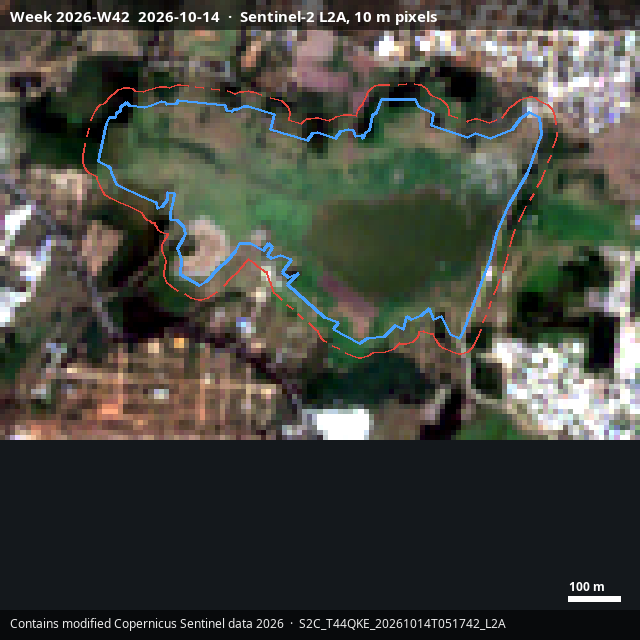 Week 2026-W42 2026-10-14 · Sentinel-2 L2A, 10 m pixels
100 m
Contains modified Copernicus Sentinel data 2026 · S2C_T44QKE_20261014T051742_L2A